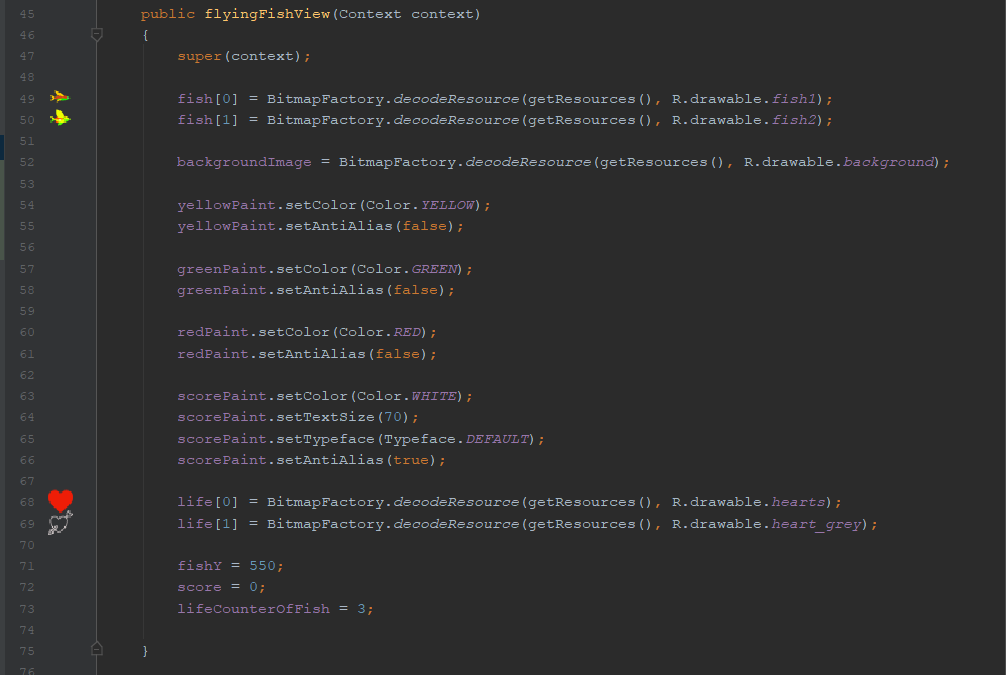 45 public flyingFishView(Context context)
46 {
47 super(context);
48
49 fish[0] = BitmapFactory.decodeResource(getResources(), R.drawable.fish1);
50 fish[1] = BitmapFactory.decodeResource(getResources(), R.drawable.fish2);
51
52 backgroundImage = BitmapFactory.decodeResource(getResources(), R.drawable.background);
53
54 yellowPaint.setColor(Color.YELLOW);
55 yellowPaint.setAntiAlias(false);
56
57 greenPaint.setColor(Color.GREEN);
58 greenPaint.setAntiAlias(false);
59
60 redPaint.setColor(Color.RED);
61 redPaint.setAntiAlias(false);
62
63 scorePaint.setColor(Color.WHITE);
64 scorePaint.setTextSize(70);
65 scorePaint.setTypeface(Typeface.DEFAULT);
66 scorePaint.setAntiAlias(true);
67
68 life[0] = BitmapFactory.decodeResource(getResources(), R.drawable.hearts);
69 life[1] = BitmapFactory.decodeResource(getResources(), R.drawable.heart_grey);
70
71 fishY = 550;
72 score = 0;
73 lifeCounterOfFish = 3;
74
75 }
76